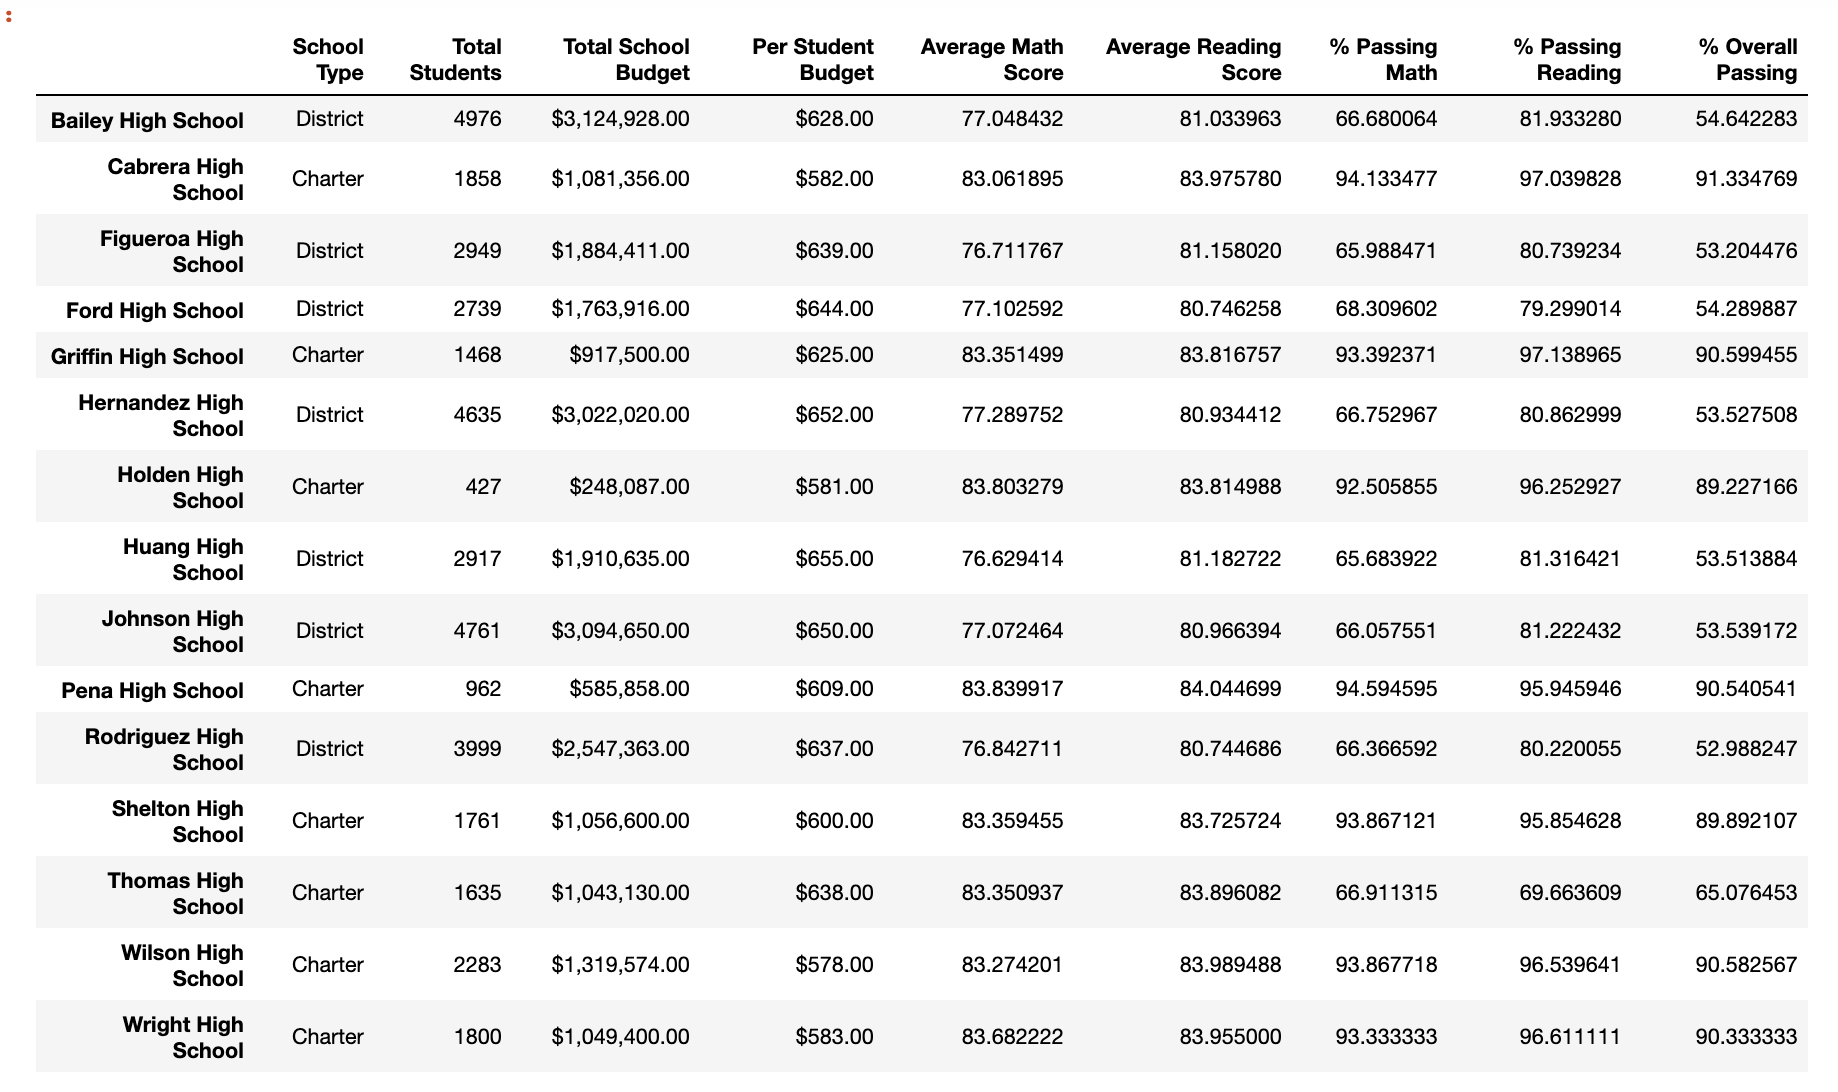 :
School Type Total Students Total School Budget Per Student Budget Average Math Score Average Reading Score % Passing Math % Passing Reading % Overall Passing
Bailey High School District 4976 $3,124,928.00 $628.00 77.048432 81.033963 66.680064 81.933280 54.642283
Cabrera High School Charter 1858 $1,081,356.00 $582.00 83.061895 83.975780 94.133477 97.039828 91.334769
Figueroa High School District 2949 $1,884,411.00 $639.00 76.711767 81.158020 65.988471 80.739234 53.204476
Ford High School District 2739 $1,763,916.00 $644.00 77.102592 80.746258 68.309602 79.299014 54.289887
Griffin High School Charter 1468 $917,500.00 $625.00 83.351499 83.816757 93.392371 97.138965 90.599455
Hernandez High School District 4635 $3,022,020.00 $652.00 77.289752 80.934412 66.752967 80.862999 53.527508
Holden High School Charter 427 $248,087.00 $581.00 83.803279 83.814988 92.505855 96.252927 89.227166
Huang High School District 2917 $1,910,635.00 $655.00 76.629414 81.182722 65.683922 81.316421 53.513884
Johnson High School District 4761 $3,094,650.00 $650.00 77.072464 80.966394 66.057551 81.222432 53.539172
Pena High School Charter 962 $585,858.00 $609.00 83.839917 84.044699 94.594595 95.945946 90.540541
Rodriguez High School District 3999 $2,547,363.00 $637.00 76.842711 80.744686 66.366592 80.220055 52.988247
Shelton High School Charter 1761 $1,056,600.00 $600.00 83.359455 83.725724 93.867121 95.854628 89.892107
Thomas High School Charter 1635 $1,043,130.00 $638.00 83.350937 83.896082 66.911315 69.663609 65.076453
Wilson High School Charter 2283 $1,319,574.00 $578.00 83.274201 83.989488 93.867718 96.539641 90.582567
Wright High School Charter 1800 $1,049,400.00 $583.00 83.682222 83.955000 93.333333 96.611111 90.333333